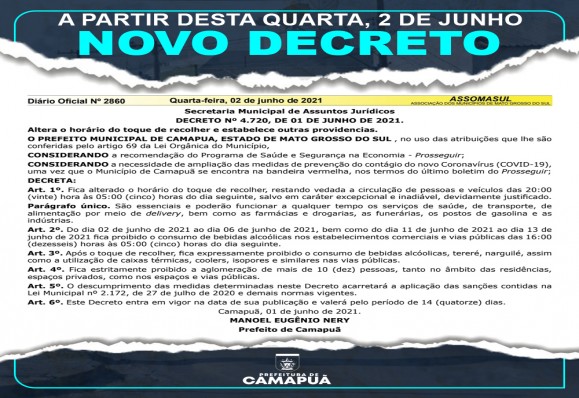 A PARTIR DESTA QUARTA, 2 DE JUNHO
NOVO DECRETO
Diário Oficial Nº 2860 Quarta-feira, 02 de junho de 2021 ASSOMASUL
ASSOCIAÇÃO DOS MUNICÍPIOS DE MATO GROSSO DO SUL
Secretaria Municipal de Assuntos Jurídicos
DECRETO Nº 4.720, DE 01 DE JUNHO DE 2021.
Altera o horário do toque de recolher e estabelece outras providencias.
O PREFEITO MUNICIPAL DE CAMAPUA, ESTADO DE MATO GROSSO DO SUL , no uso das atribuições que lhe são
conferidas pelo artigo 69 da Lei Orgânica do Município,
CONSIDERANDO a recomendação do Programa de Saúde e Segurança na Economia - Prosseguir;
CONSIDERANDO a necessidade de ampliação das medidas de prevenção do contágio do novo Coronavírus (COVID-19),
uma vez que o Município de Camapuã se encontra na bandeira vermelha, nos termos do último boletim do Prosseguir;
DECRETA:
Art. 1º. Fica alterado o horário do toque de recolher, restando vedada a circulação de pessoas e veículos das 20:00
(vinte) hora às 05:00 (cinco) horas do dia seguinte, salvo em caráter excepcional e inadiável, devidamente justificado.
Parágrafo único. São essenciais e poderão funcionar a qualquer tempo os serviços de saúde, de transporte, de
alimentação por meio de delivery, bem como as farmácias e drogarias, as funerárias, os postos de gasolina e as
indústrias.
Art. 2º. Do dia 02 de junho de 2021 ao dia 06 de junho de 2021, bem como do dia 11 de junho de 2021 ao dia 13 de
junho de 2021 fica proibido o consumo de bebidas alcoólicas nos estabelecimentos comerciais e vias públicas das 16:00
(dezesseis) horas às 05:00 (cinco) horas do dia seguinte.
Art. 3º. Após o toque de recolher, fica expressamente proibido o consumo de bebidas alcóolicas, tereré, narguilé, assim
como a utilização de caixas térmicas, coolers, isopores e similares nas vias públicas.
Art. 4º. Fica estritamente proibido a aglomeração de mais de 10 (dez) pessoas, tanto no âmbito das residências,
espaços privados, como nos espaços e vias públicas.
Art. 5º. O descumprimento das medidas determinadas neste Decreto acarretará a aplicação das sanções contidas na
Lei Municipal nº 2.172, de 27 de julho de 2020 e demais normas vigentes.
Art. 6º. Este Decreto entra em vigor na data de sua publicação e valerá pelo período de 14 (quatorze) dias.
Camapuã, 01 de junho de 2021.
MANOEL EUGÊNIO NERY
Prefeito de Camapuã
PREFEITURA DE
CAMAPUÃ